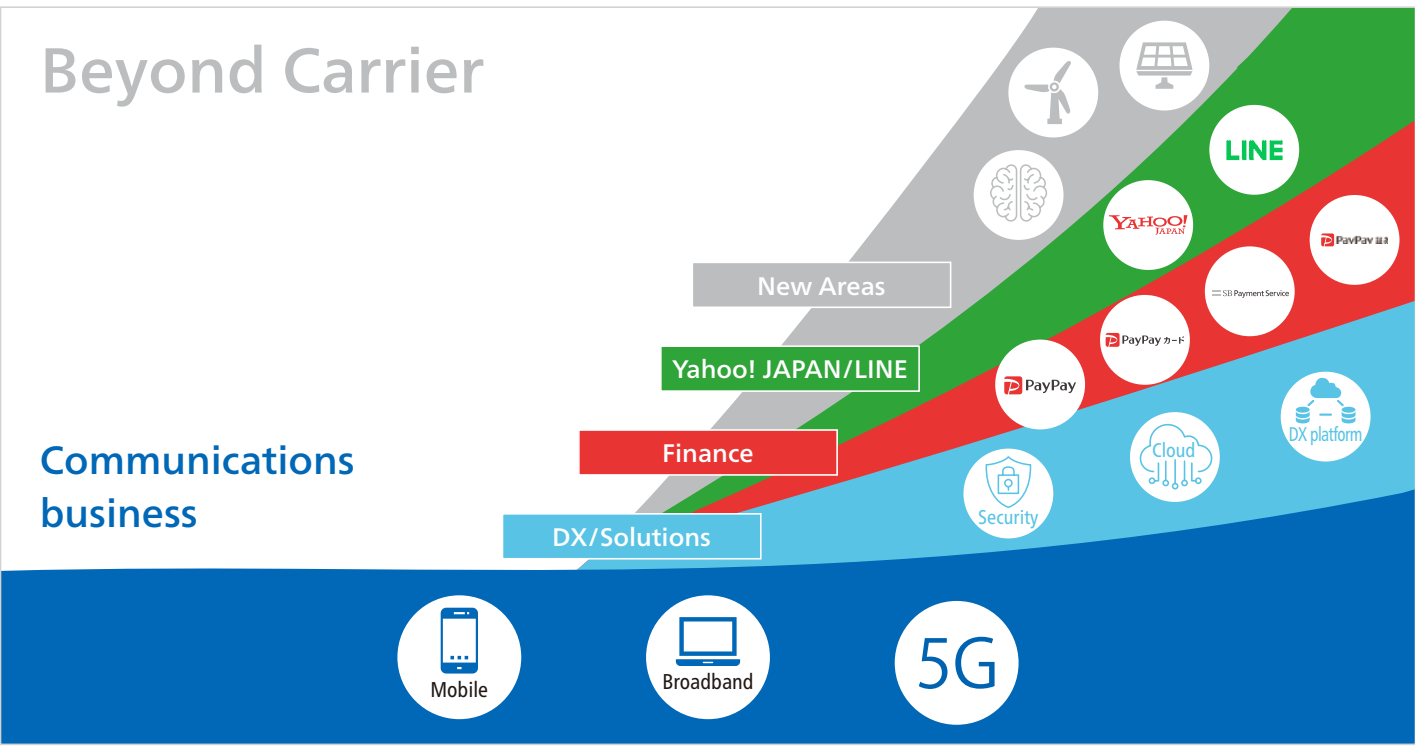 Beyond Carrier
LINE
YAHOO!
JAPAN
PayPay
New Areas
SB Payment Service
PayPay カード
Yahoo! JAPAN/LINE
PayPay
DX platform
Communications
business
Finance
Cloud
Security
DX/Solutions
5G
Mobile
Broadband